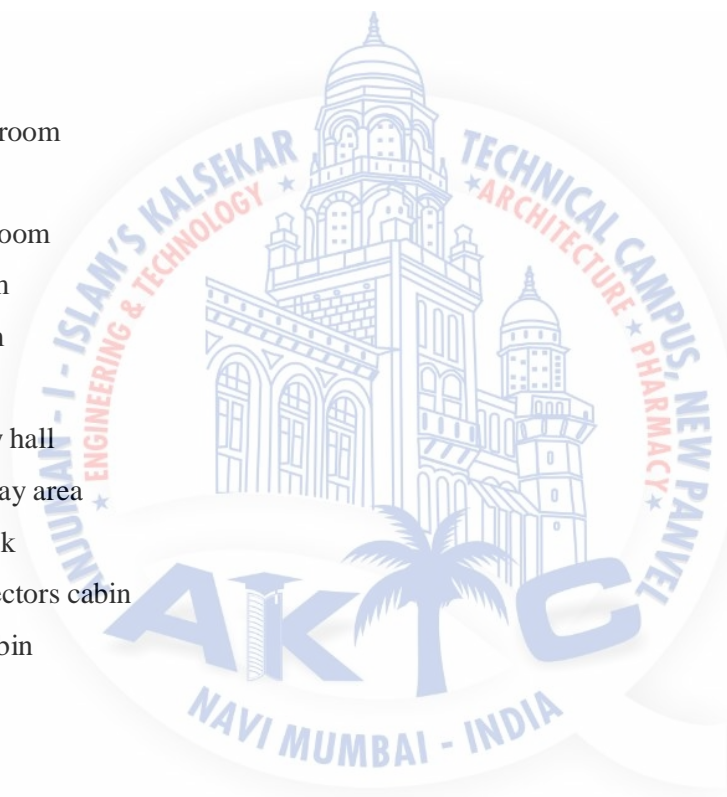 room
oom
n
n
hall
ay area
k
ectors cabin
bin
ANJUMAN - I - ISLAM'S KALSEKAR TECHNICAL CAMPUS, NEW PANVEL
ENGINEERING & TECHNOLOGY * *ARCHITECTURE * PHARMACY*
AKTC
NAVI MUMBAI - INDIA